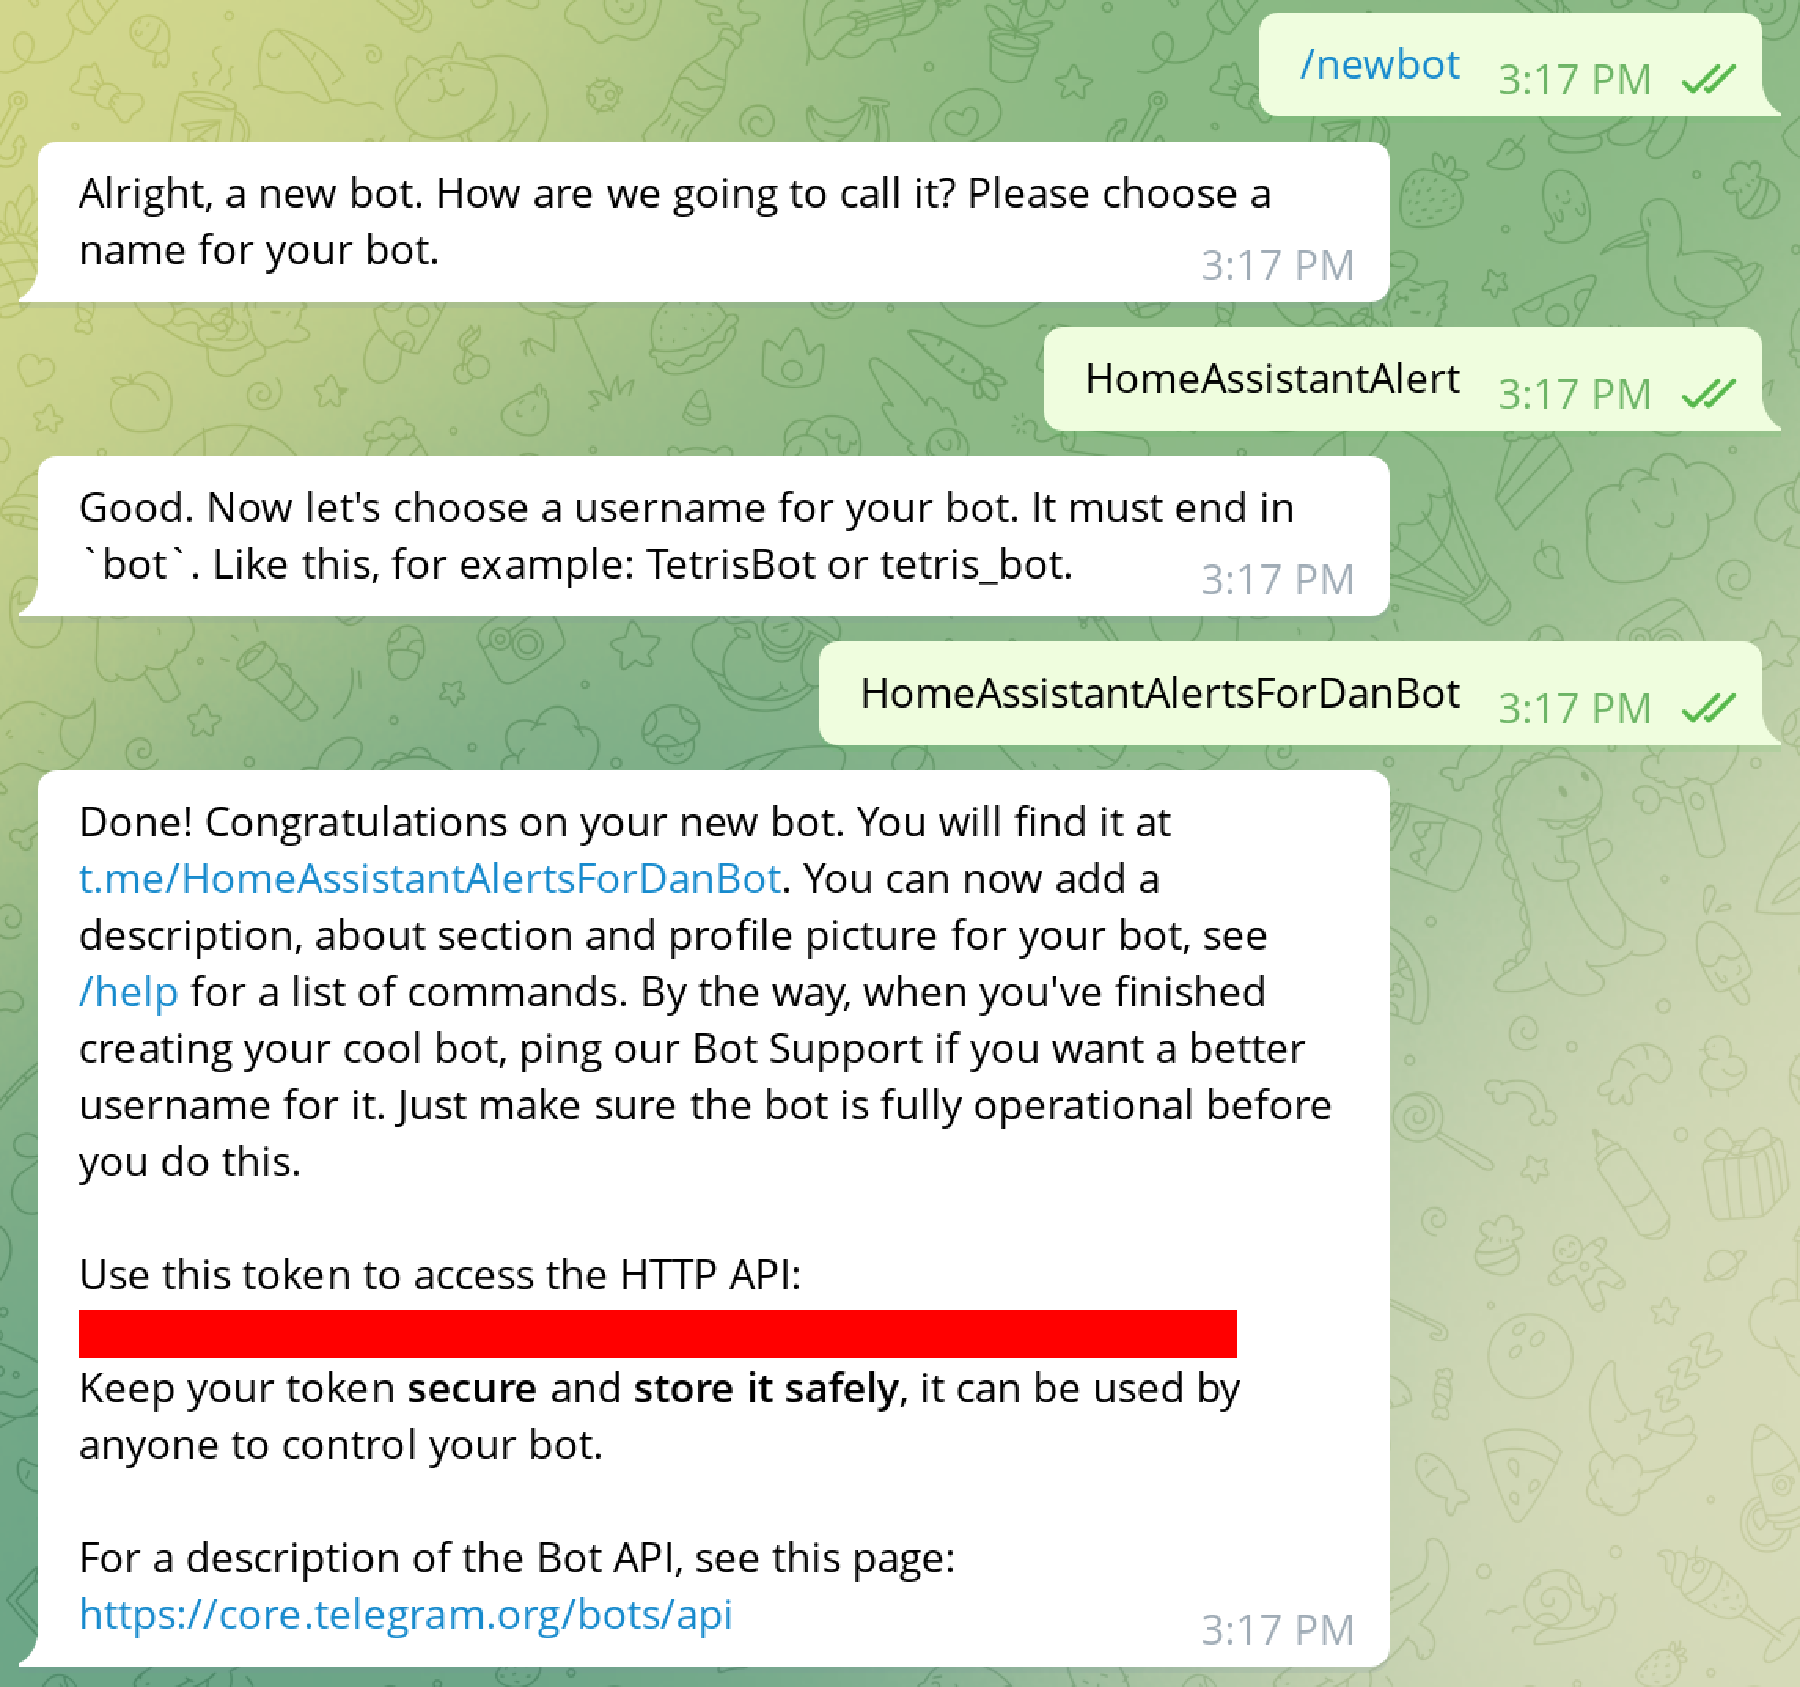 /newbot 3:17 PM
Alright, a new bot. How are we going to call it? Please choose a
name for your bot.
3:17 PM
HomeAssistantAlert 3:17 PM
Good. Now let's choose a username for your bot. It must end in
`bot`. Like this, for example: TetrisBot or tetris_bot.
3:17 PM
HomeAssistantAlertsForDanBot 3:17 PM
Done! Congratulations on your new bot. You will find it at
t.me/HomeAssistantAlertsForDanBot. You can now add a
description, about section and profile picture for your bot, see
/help for a list of commands. By the way, when you've finished
creating your cool bot, ping our Bot Support if you want a better
username for it. Just make sure the bot is fully operational before
you do this.
Use this token to access the HTTP API:
Keep your token secure and store it safely, it can be used by
anyone to control your bot.
For a description of the Bot API, see this page:
https://core.telegram.org/bots/api
3:17 PM